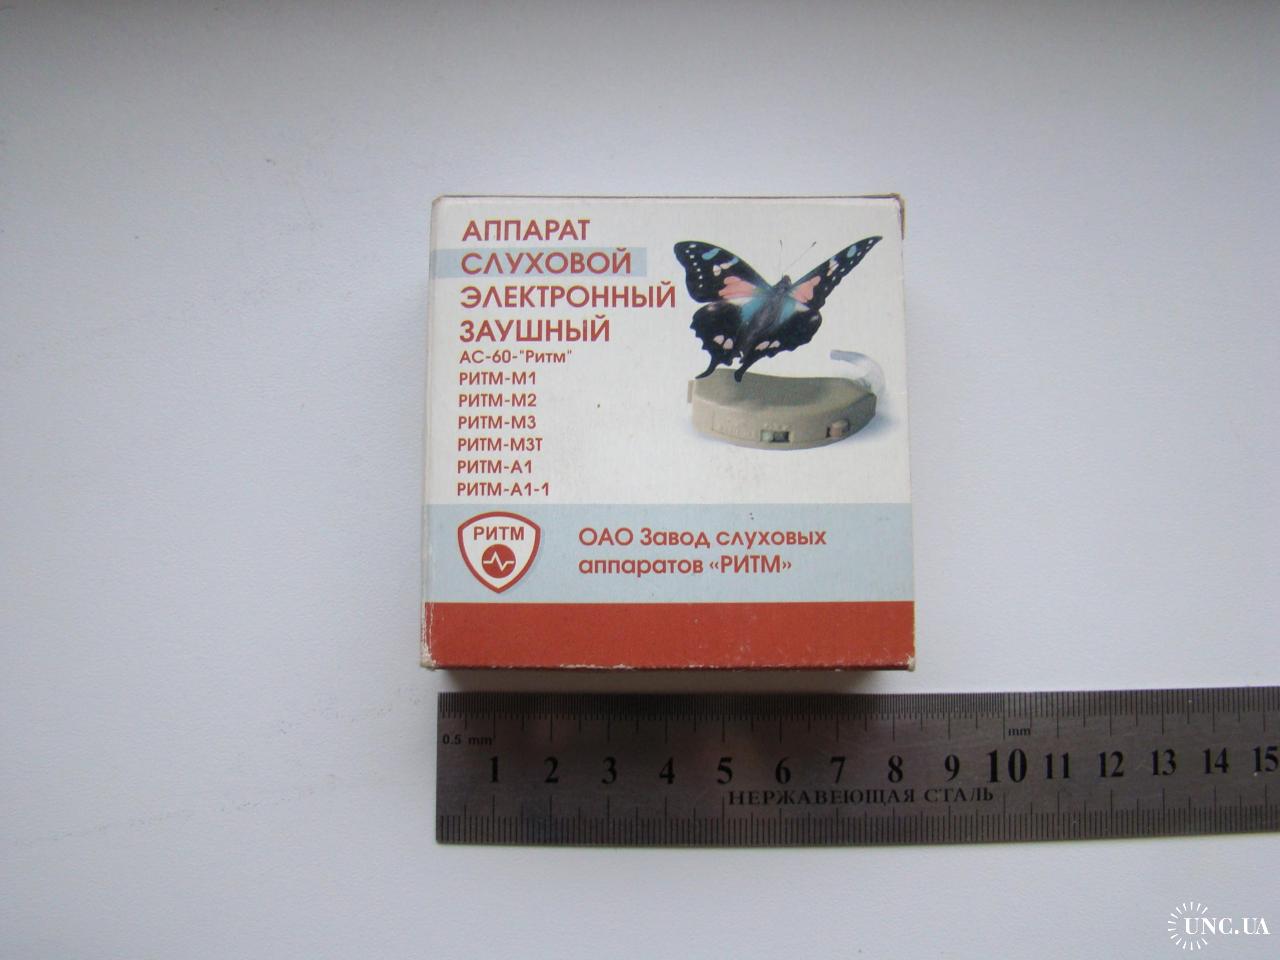 АППАРАТ
СЛУХОВОЙ
ЭЛЕКТРОННЫЙ
ЗАУШНЫЙ
АС-60-"Ритм"
РИТМ-М1
РИТМ-М2
РИТМ-М3
РИТМ-М3Т
РИТМ-А1
РИТМ-А1-1
РИТМ
ОАО Завод слуховых
аппаратов «РИТМ»
0.5 mm
mm
1 2 3 4 5 6 7 8 9 10 11 12 13 14 15
НЕРЖАВЕЮЩАЯ СТАЛЬ
UNC.UA